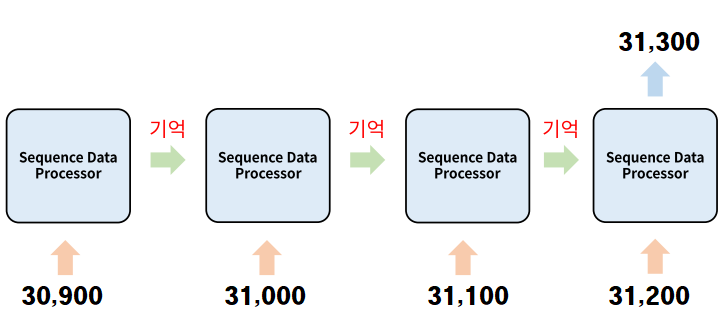 31,300
기억
기억
기억
Sequence Data
Processor
Sequence Data
Processor
Sequence Data
Processor
Sequence Data
Processor
30,900
31,000
31,100
31,200